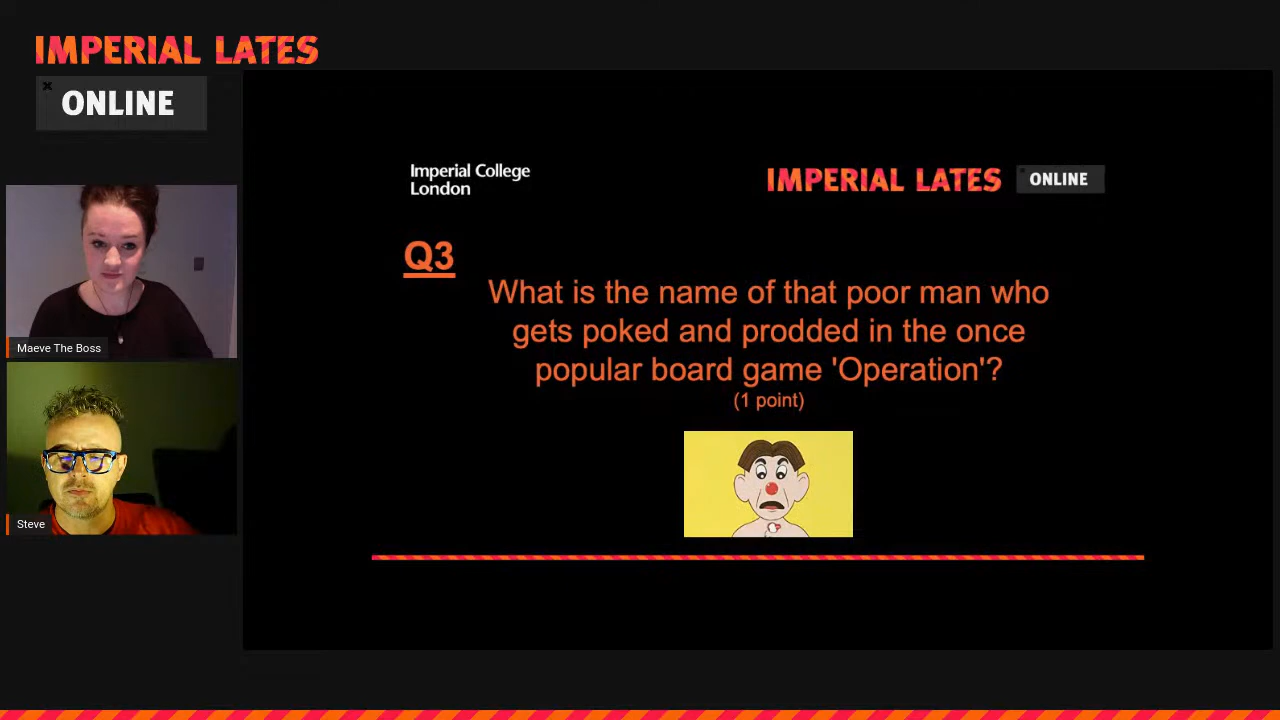 IMPERIAL LATES
ONLINE
Imperial College
London
IMPERIAL LATES ONLINE
Q3
What is the name of that poor man who
gets poked and prodded in the once
popular board game 'Operation'?
(1 point)
Maeve The Boss
Steve